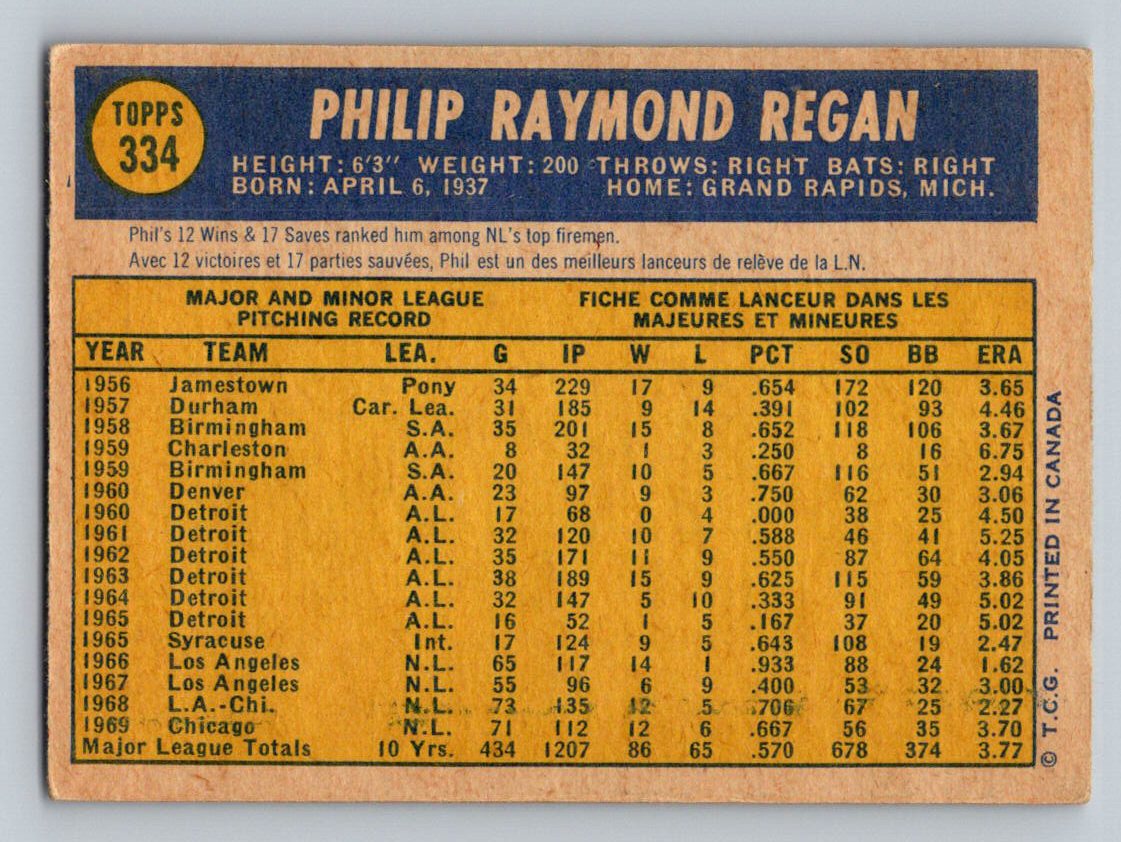 TOPPS
334
PHILIP RAYMOND REGAN
HEIGHT: 6'3" WEIGHT: 200 THROWS: RIGHT BATS: RIGHT
BORN: APRIL 6, 1937 HOME: GRAND RAPIDS, MICH.
Phil's 12 Wins & 17 Saves ranked him among NL's top firemen.
Avec 12 victoires et 17 parties sauvées, Phil est un des meilleurs lanceurs de relève de la L.N.
MAJOR AND MINOR LEAGUE FICHE COMME LANCEUR DANS LES
PITCHING RECORD MAJEURES ET MINEURES
YEAR TEAM LEA. G IP W L PCT SO BB ERA
1956 Jamestown Pony 34 229 17 9 .654 172 120 3.65
1957 Durham Car. Lea. 31 185 9 14 .391 102 93 4.46
1958 Birmingham S.A. 35 201 15 8 .652 118 106 3.67
1959 Charleston A.A. 8 32 1 3 .250 8 16 6.75
1959 Birmingham S.A. 20 147 10 5 .667 116 51 2.94
1960 Denver A.A. 23 97 9 3 .750 62 30 3.06
1960 Detroit A.L. 17 68 0 4 .000 38 25 4.50
1961 Detroit A.L. 32 120 10 7 .588 46 41 5.25
1962 Detroit A.L. 35 171 11 9 .550 87 64 4.05
1963 Detroit A.L. 38 189 15 9 .625 115 59 3.86
1964 Detroit A.L. 32 147 5 10 .333 91 49 5.02
1965 Detroit A.L. 16 52 1 5 .167 37 20 5.02
1965 Syracuse Int. 17 124 9 5 .643 108 19 2.47
1966 Los Angeles N.L. 65 117 14 1 .933 88 24 1.62
1967 Los Angeles N.L. 55 96 6 9 .400 53 32 3.00
1968 L.A.-Chi. N.L. 73 135 12 5 .706 67 25 2.27
1969 Chicago N.L. 71 112 12 6 .667 56 35 3.70
Major League Totals 10 Yrs. 434 1207 86 65 .570 678 374 3.77
© T.C.G. PRINTED IN CANADA